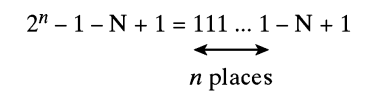 2ⁿ – 1 – N + 1 = 111 ... 1 – N + 1
n places